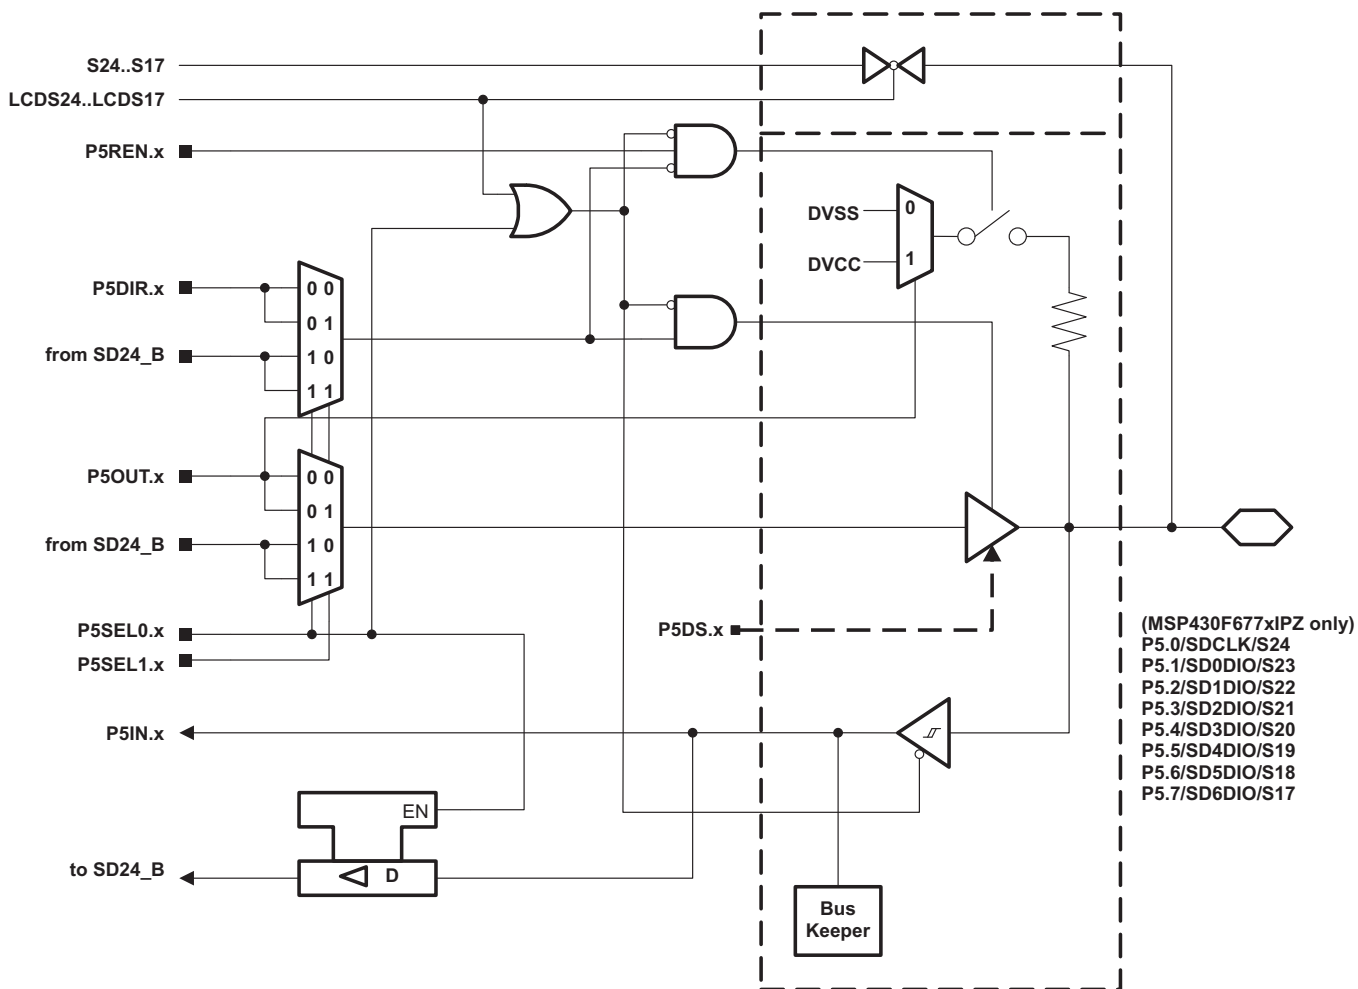 S24..S17
LCDS24..LCDS17
P5REN.x
DVSS
0
DVCC
1
P5DIR.x
0 0
0 1
from SD24_B
1 0
1 1
P5OUT.x
0 0
0 1
from SD24_B
1 0
1 1
P5SEL0.x
P5SEL1.x
P5DS.x
(MSP430F677xIPZ only)
P5.0/SDCLK/S24
P5.1/SD0DIO/S23
P5.2/SD1DIO/S22
P5.3/SD2DIO/S21
P5.4/SD3DIO/S20
P5.5/SD4DIO/S19
P5.6/SD5DIO/S18
P5.7/SD6DIO/S17
P5IN.x
EN
to SD24_B
D
Bus
Keeper